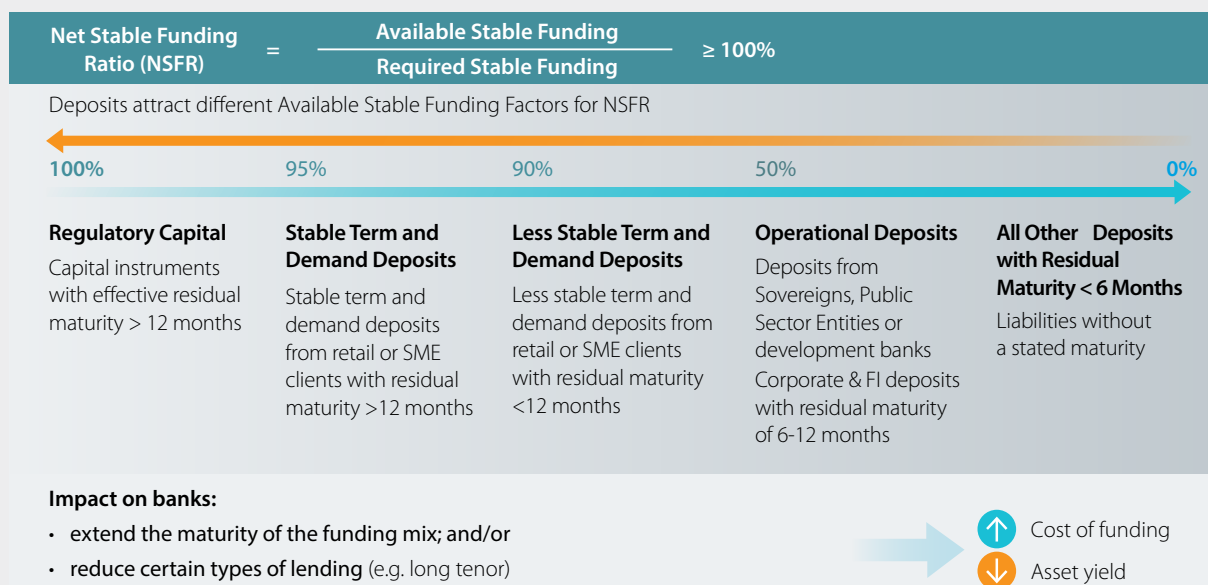 Net Stable Funding
Ratio (NSFR)
=
Available Stable Funding
Required Stable Funding
≥ 100%
Deposits attract different Available Stable Funding Factors for NSFR
100%
95%
90%
50%
0%
Regulatory Capital
Capital instruments
with effective residual
maturity > 12 months
Stable Term and
Demand Deposits
Stable term and
demand deposits
from retail or SME
clients with residual
maturity >12 months
Less Stable Term and
Demand Deposits
Less stable term and
demand deposits from
retail or SME clients
with residual maturity
<12 months
Operational Deposits
Deposits from
Sovereigns, Public
Sector Entities or
development banks
Corporate & FI deposits
with residual maturity
of 6-12 months
All Other Deposits
with Residual
Maturity < 6 Months
Liabilities without
a stated maturity
Impact on banks:
• extend the maturity of the funding mix; and/or
• reduce certain types of lending (e.g. long tenor)
Cost of funding
Asset yield